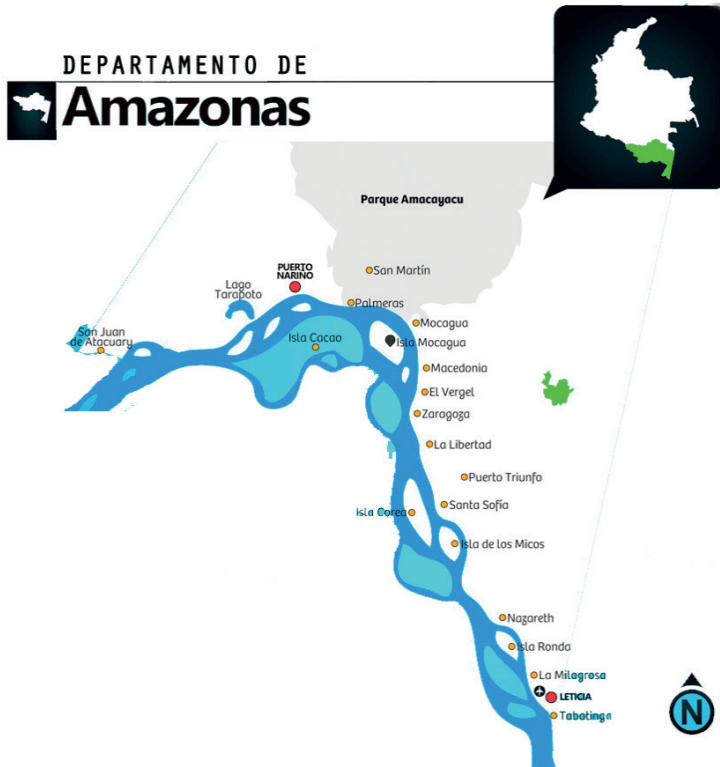 DEPARTAMENTO DE
Amazonas
Parque Amacayacu
San Martín
PUERTO
NARIÑO
Lago
Tarapoto
Palmeras
San Juan
de Atacuary
Isla Cacao
Mocagua
Isla Mocagua
Macedonia
El Vergel
Zaragoza
La Libertad
Puerto Triunfo
Santa Sofía
Isla Corea
Isla de los Micos
Nazareth
Isla Ronda
La Milagrosa
LETICIA
Tabatinga
N